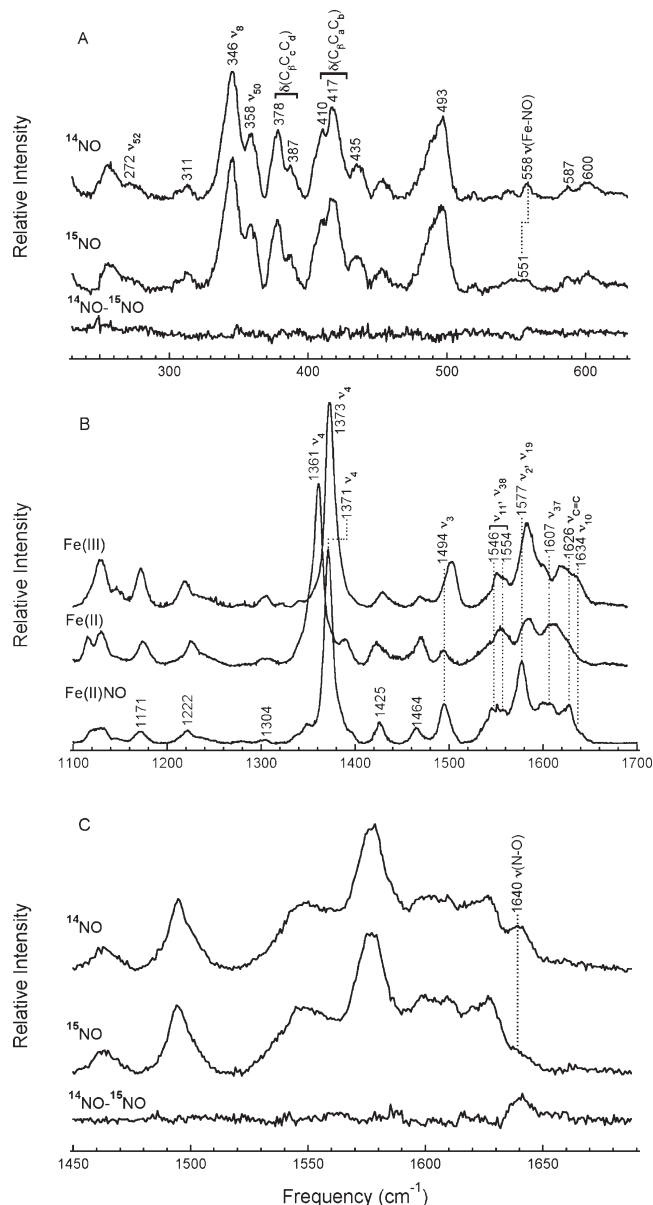 A
Relative Intensity
272 ν52
311
346 ν8
358 ν50
378 ]δ(CβCcCd)
387
410
417 ]δ(CβCaCb)
435
493
558 ν(Fe-NO)
551
587
600
14NO
15NO
14NO-15NO
300
400
500
600
B
Relative Intensity
Fe(III)
Fe(II)
Fe(II)NO
1171
1222
1304
1361 ν4
1373 ν4
1371 ν4
1425
1464
1494 ν3
1546 ] ν11, ν38
1554
1577 ν2, ν19
1607 ν37
1626 νC=C
1634 ν10
1100
1200
1300
1400
1500
1600
1700
C
Relative Intensity
14NO
15NO
14NO-15NO
1640 ν(N-O)
1450
1500
1550
1600
1650
Frequency (cm-1)